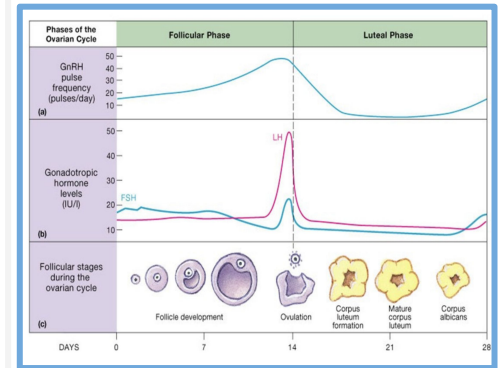 Phases of the
Ovarian Cycle
Follicular Phase
Luteal Phase
GnRH
pulse
frequency
(pulses/day)
(a)
50
40
30
20
10
Gonadotropic
hormone
levels
(IU/l)
(b)
50
40
30
20
10
LH
FSH
Follicular stages
during the
ovarian cycle
(c)
Follicle development
Ovulation
Corpus
luteum
formation
Mature
corpus
luteum
Corpus
albicans
DAYS
0
7
14
21
28